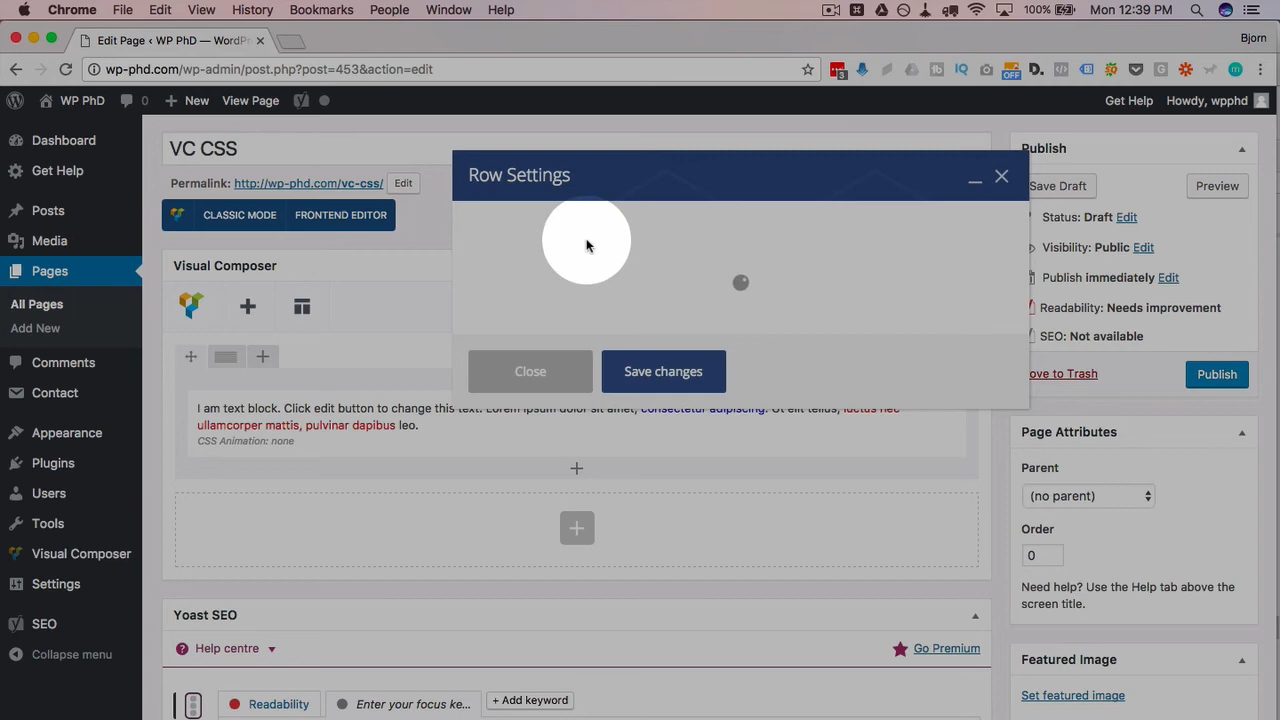 Chrome File Edit View History Bookmarks People Window Help 100% Mon 12:39 PM
Edit Page ‹ WP PhD — WordPr Bjorn
wp-phd.com/wp-admin/post.php?post=453&action=edit 3 OFF
WP PhD 0 New View Page Get Help Howdy, wpphd
Dashboard
Get Help
Posts
Media
Pages
All Pages
Add New
Comments
Contact
Appearance
Plugins
Users
Tools
Visual Composer
Settings
SEO
Collapse menu
VC CSS
Permalink: http://wp-phd.com/vc-css/ Edit
CLASSIC MODE FRONTEND EDITOR
Visual Composer
Row Settings
Close Save changes
I am text block. Click edit button to change this text. Lorem ipsum dolor sit amet, consectetur adipiscing. Ut elit tellus, luctus nec
ullamcorper mattis, pulvinar dapibus leo.
CSS Animation: none
Yoast SEO
Help centre Go Premium
Readability Enter your focus ke... + Add keyword
Publish
Save Draft Preview
Status: Draft Edit
Visibility: Public Edit
Publish immediately Edit
Readability: Needs improvement
SEO: Not available
ove to Trash Publish
Page Attributes
Parent
(no parent)
Order
0
Need help? Use the Help tab above the
screen title.
Featured Image
Set featured image